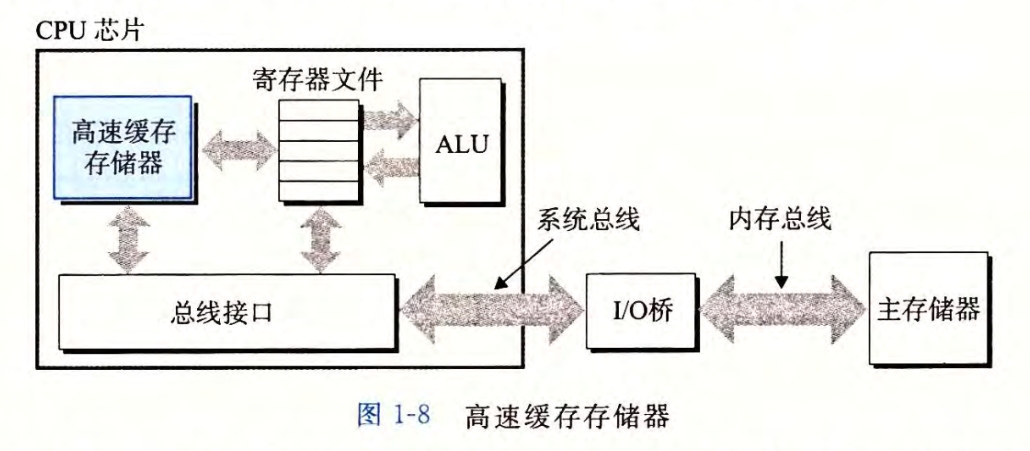 CPU 芯片
寄存器文件
高速缓存
存储器
ALU
系统总线
内存总线
总线接口
I/O桥
主存储器
图 1-8 高速缓存存储器